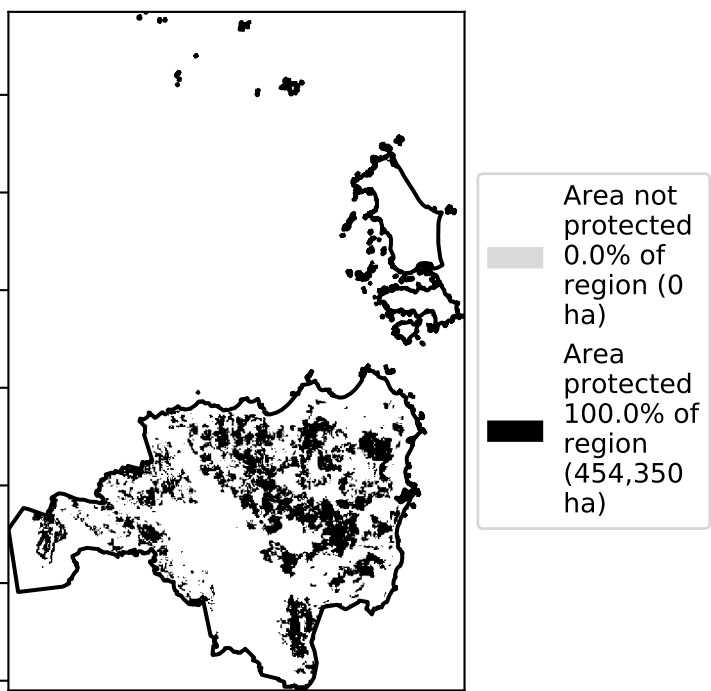 Area not
protected
0.0% of
region (0
ha)
Area
protected
100.0% of
region
(454,350
ha)